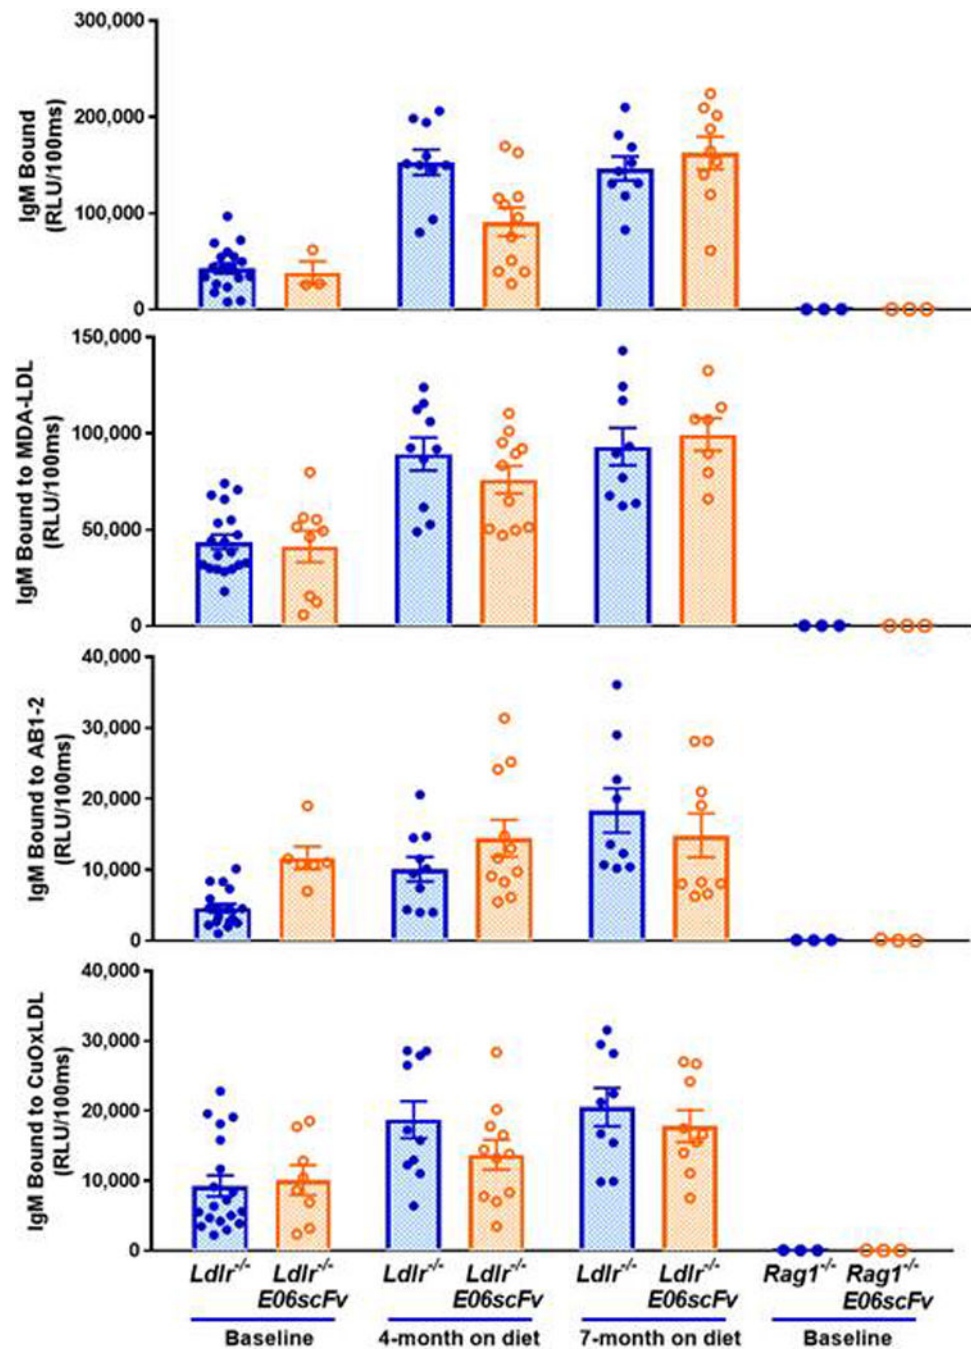 IgM Bound
(RLU/100ms)
300,000
200,000
100,000
0
IgM Bound to MDA-LDL
(RLU/100ms)
150,000
100,000
50,000
0
IgM Bound to AB1-2
(RLU/100ms)
40,000
30,000
20,000
10,000
0
IgM Bound to CuOxLDL
(RLU/100ms)
40,000
30,000
20,000
10,000
0
Ldlr-/- Ldlr-/- Ldlr-/- Ldlr-/- Ldlr-/- Ldlr-/- Rag1-/- Rag1-/-
E06scFv E06scFv E06scFv E06scFv
Baseline 4-month on diet 7-month on diet Baseline